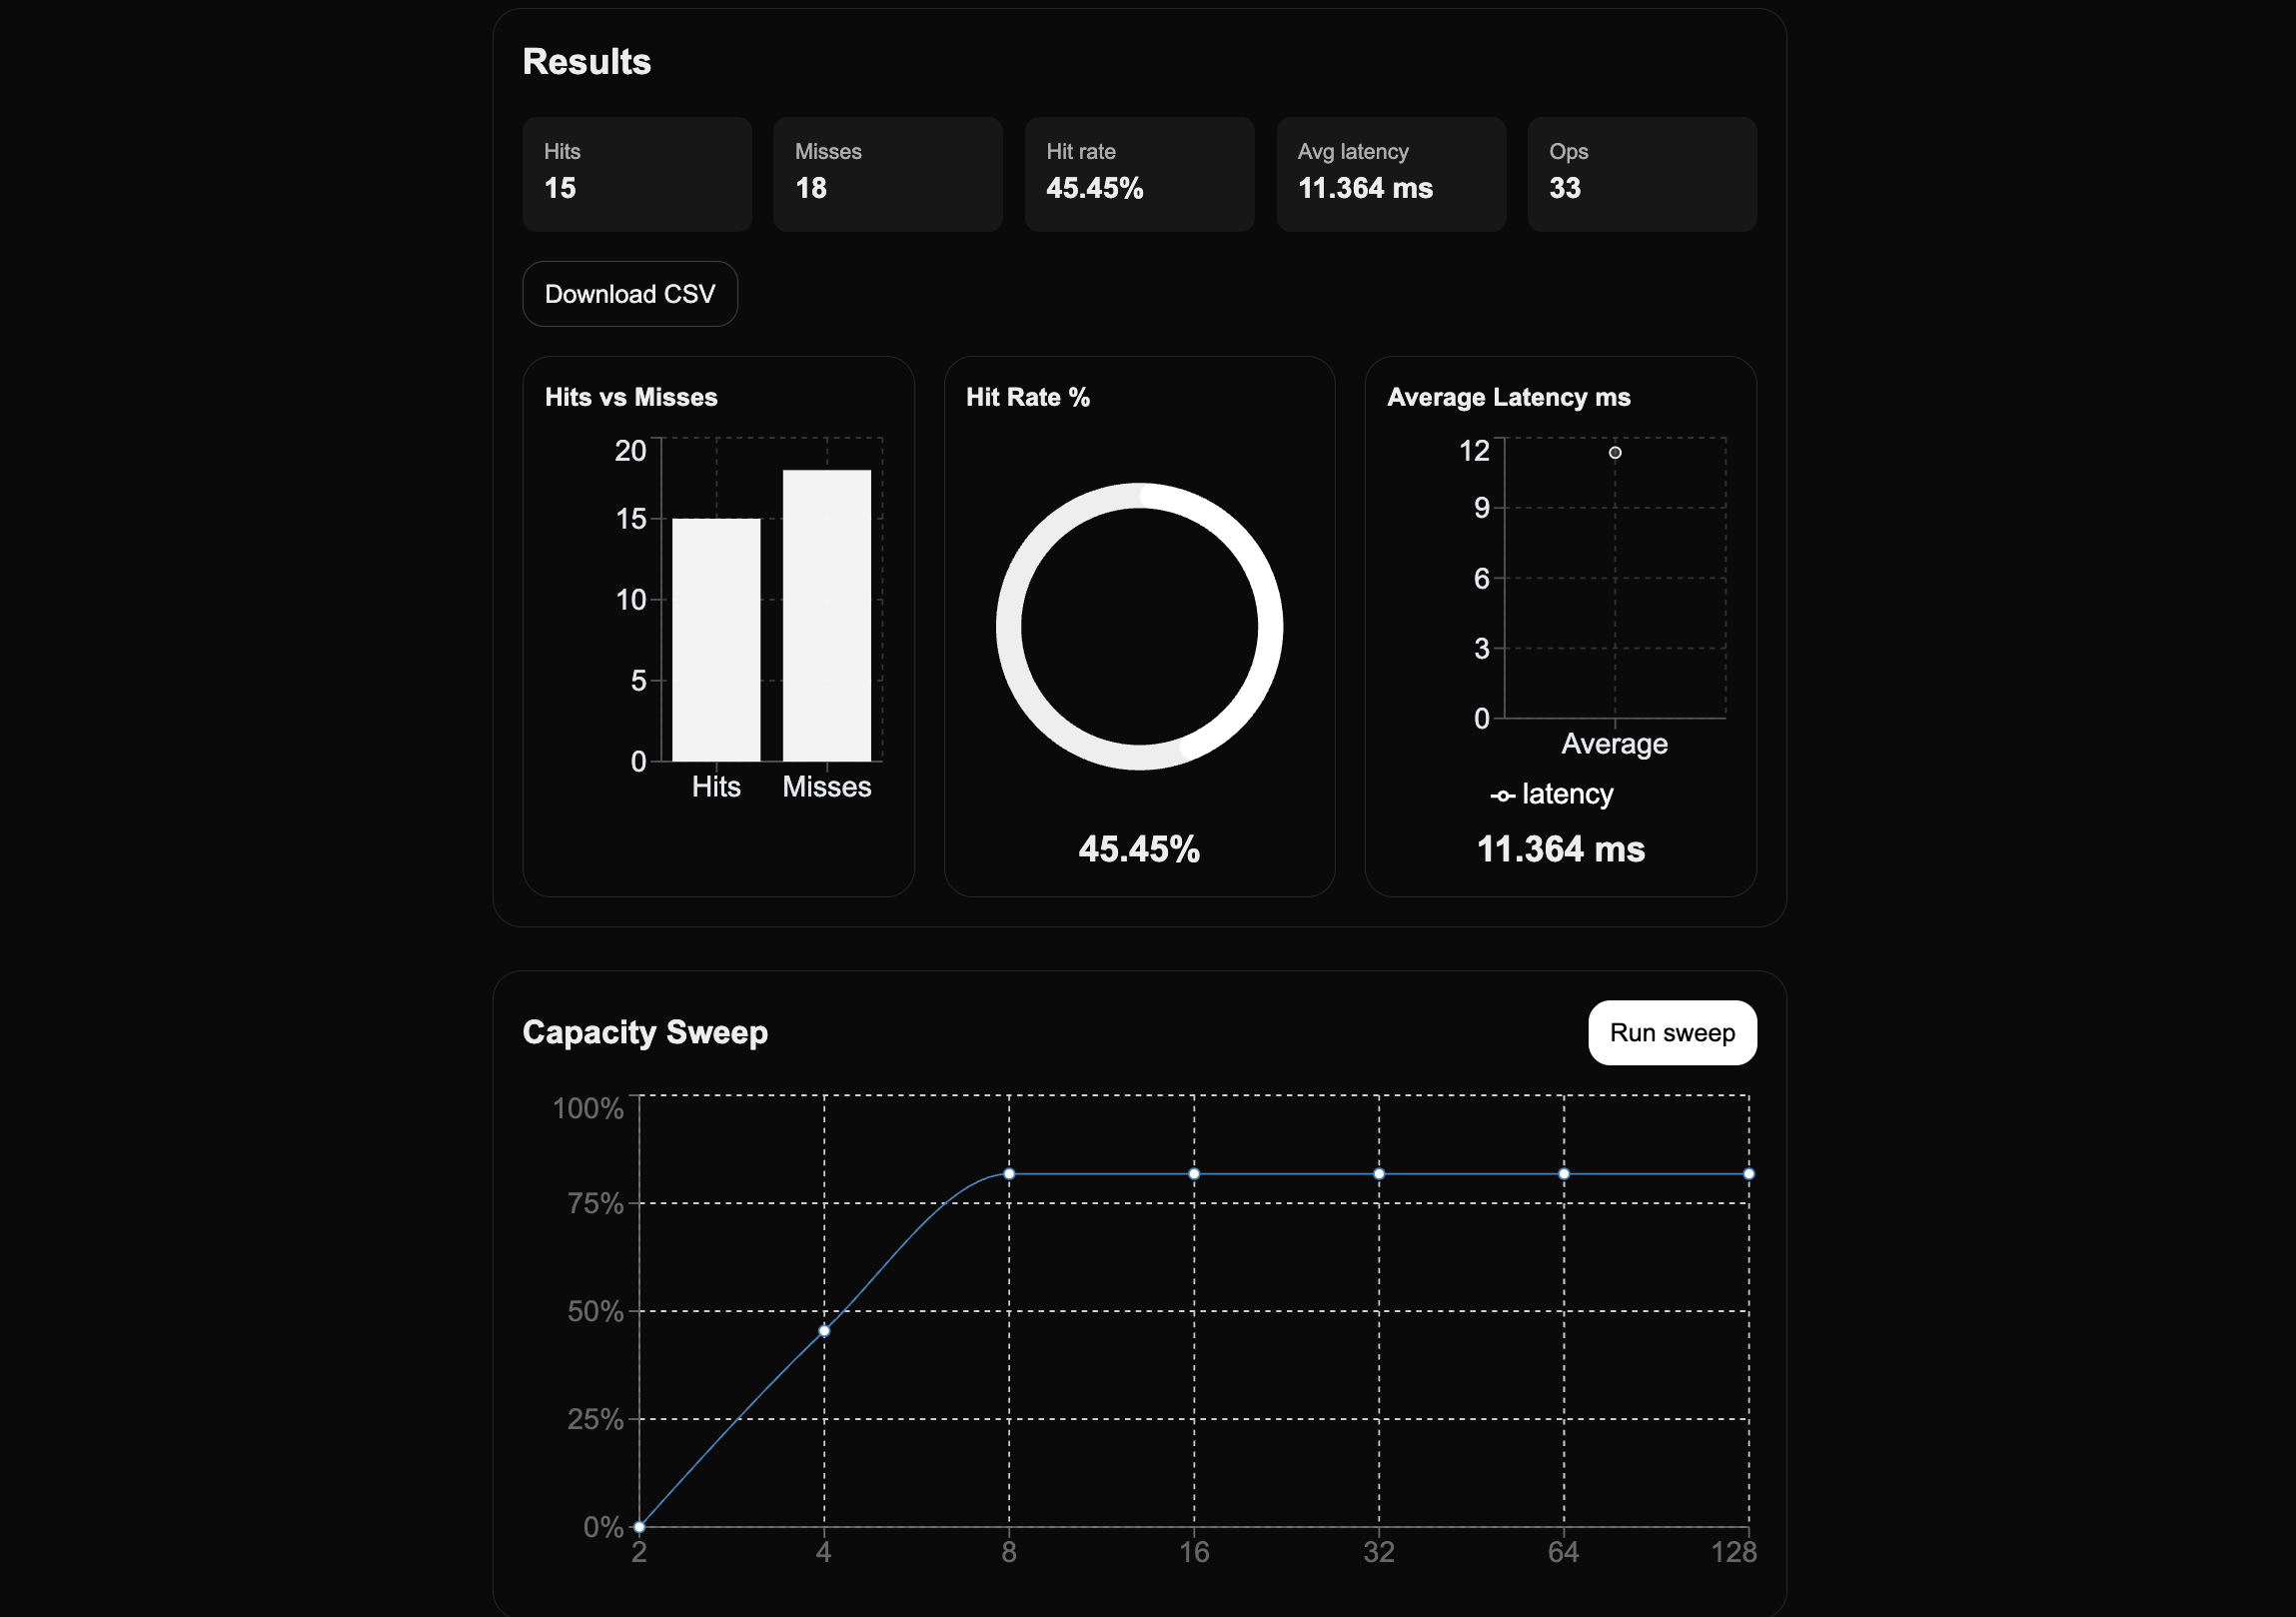 Results
Hits
15
Misses
18
Hit rate
45.45%
Avg latency
11.364 ms
Ops
33
Download CSV
Hits vs Misses
20
15
10
5
0
Hits Misses
Hit Rate %
45.45%
Average Latency ms
12
9
6
3
0
Average
latency
11.364 ms
Capacity Sweep
Run sweep
100%
75%
50%
25%
0%
2 4 8 16 32 64 128